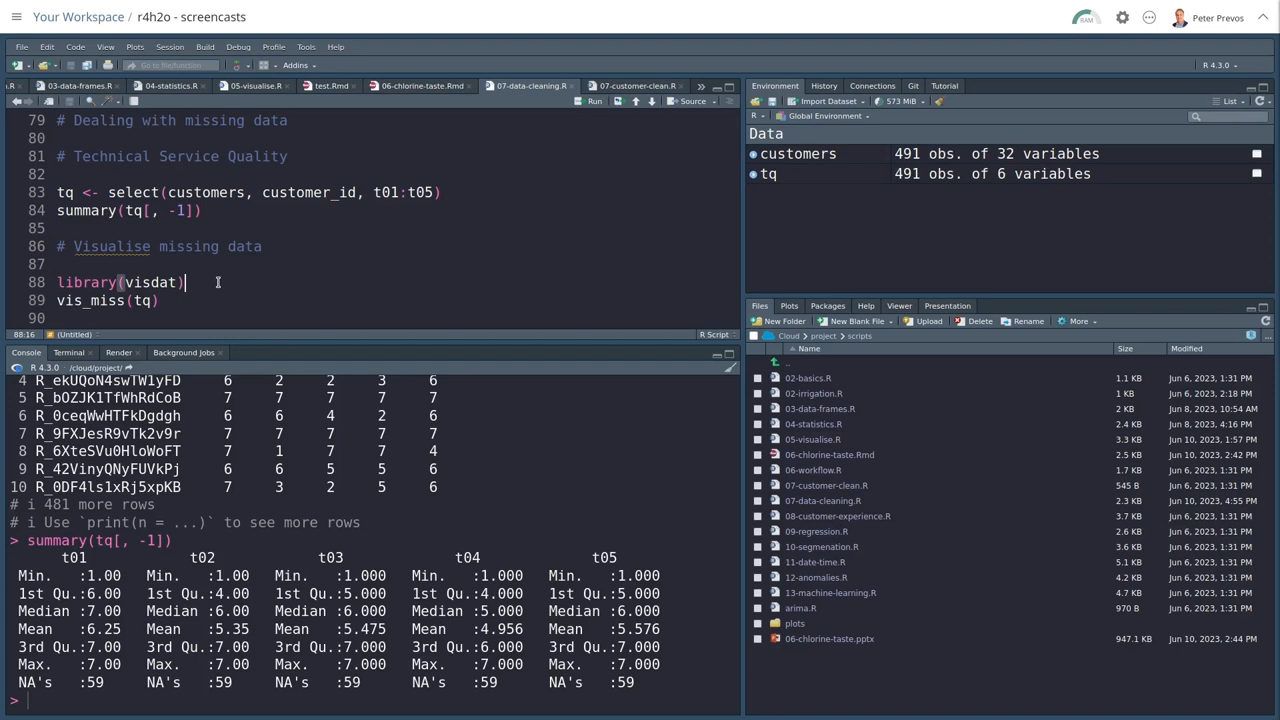 Your Workspace / r4h2o - screencasts
RAM
Peter Prevos
File Edit Code View Plots Session Build Debug Profile Tools Help
Go to file/function Addins
R 4.3.0
.R 03-data-frames.R 04-statistics.R 05-visualise.R test.Rmd 06-chlorine-taste.Rmd 07-data-cleaning.R 07-customer-clean.R
Run Source
79 # Dealing with missing data
80
81 # Technical Service Quality
82
83 tq <- select(customers, customer_id, t01:t05)
84 summary(tq[, -1])
85
86 # Visualise missing data
87
88 library(visdat)
89 vis_miss(tq)
90
88:16 (Untitled) R Script
Console Terminal Render Background Jobs
R 4.3.0 · /cloud/project/
4 R_ekUQoN4swTW1yFD 6 2 2 3 6
5 R_bOZJK1TfWhRdCoB 7 7 7 7 7
6 R_0ceqWwHTFkDgdgh 6 6 4 2 6
7 R_9FXJesR9vTk2v9r 7 7 7 7 7
8 R_6XteSVu0HloWoFT 7 1 7 7 4
9 R_42VinyQNyFUVkPj 6 6 5 5 6
10 R_0DF4ls1xRj5xpKB 7 3 2 5 6
# i 481 more rows
# i Use `print(n = ...)` to see more rows
> summary(tq[, -1])
t01 t02 t03 t04 t05
Min. :1.00 Min. :1.00 Min. :1.000 Min. :1.000 Min. :1.000
1st Qu.:6.00 1st Qu.:4.00 1st Qu.:5.000 1st Qu.:4.000 1st Qu.:5.000
Median :7.00 Median :6.00 Median :6.000 Median :5.000 Median :6.000
Mean :6.25 Mean :5.35 Mean :5.475 Mean :4.956 Mean :5.576
3rd Qu.:7.00 3rd Qu.:7.00 3rd Qu.:7.000 3rd Qu.:6.000 3rd Qu.:7.000
Max. :7.00 Max. :7.00 Max. :7.000 Max. :7.000 Max. :7.000
NA's :59 NA's :59 NA's :59 NA's :59 NA's :59
>
Environment History Connections Git Tutorial
Import Dataset 573 MiB List
R Global Environment
Data
customers 491 obs. of 32 variables
tq 491 obs. of 6 variables
Files Plots Packages Help Viewer Presentation
New Folder New Blank File Upload Delete Rename More
Cloud project scripts ...
Name Size Modified
..
02-basics.R 1.1 KB Jun 6, 2023, 1:31 PM
02-irrigation.R 1 KB Jun 6, 2023, 2:18 PM
03-data-frames.R 2 KB Jun 8, 2023, 10:54 AM
04-statistics.R 2.4 KB Jun 8, 2023, 4:16 PM
05-visualise.R 3.3 KB Jun 10, 2023, 1:57 PM
06-chlorine-taste.Rmd 2.5 KB Jun 10, 2023, 2:42 PM
06-workflow.R 1.7 KB Jun 6, 2023, 1:31 PM
07-customer-clean.R 545 B Jun 6, 2023, 1:31 PM
07-data-cleaning.R 2.3 KB Jun 10, 2023, 4:55 PM
08-customer-experience.R 3.7 KB Jun 6, 2023, 1:31 PM
09-regression.R 2.6 KB Jun 6, 2023, 1:31 PM
10-segmenation.R 3.6 KB Jun 6, 2023, 1:31 PM
11-date-time.R 5.1 KB Jun 6, 2023, 1:31 PM
12-anomalies.R 4.2 KB Jun 6, 2023, 1:31 PM
13-machine-learning.R 4.7 KB Jun 6, 2023, 1:31 PM
arima.R 970 B Jun 6, 2023, 1:31 PM
plots
06-chlorine-taste.pptx 947.1 KB Jun 10, 2023, 2:44 PM